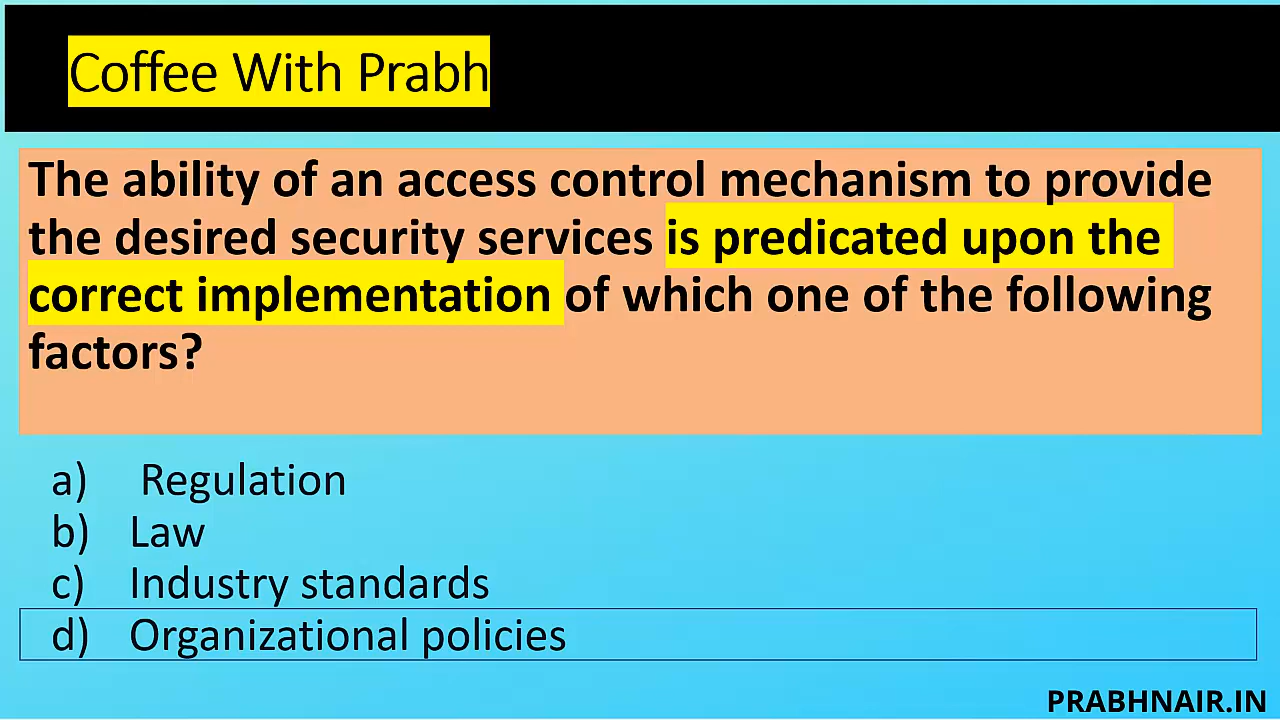 Coffee With Prabh
The ability of an access control mechanism to provide
the desired security services is predicated upon the
correct implementation of which one of the following
factors?
a) Regulation
b) Law
c) Industry standards
d) Organizational policies
PRABHNAIR.IN